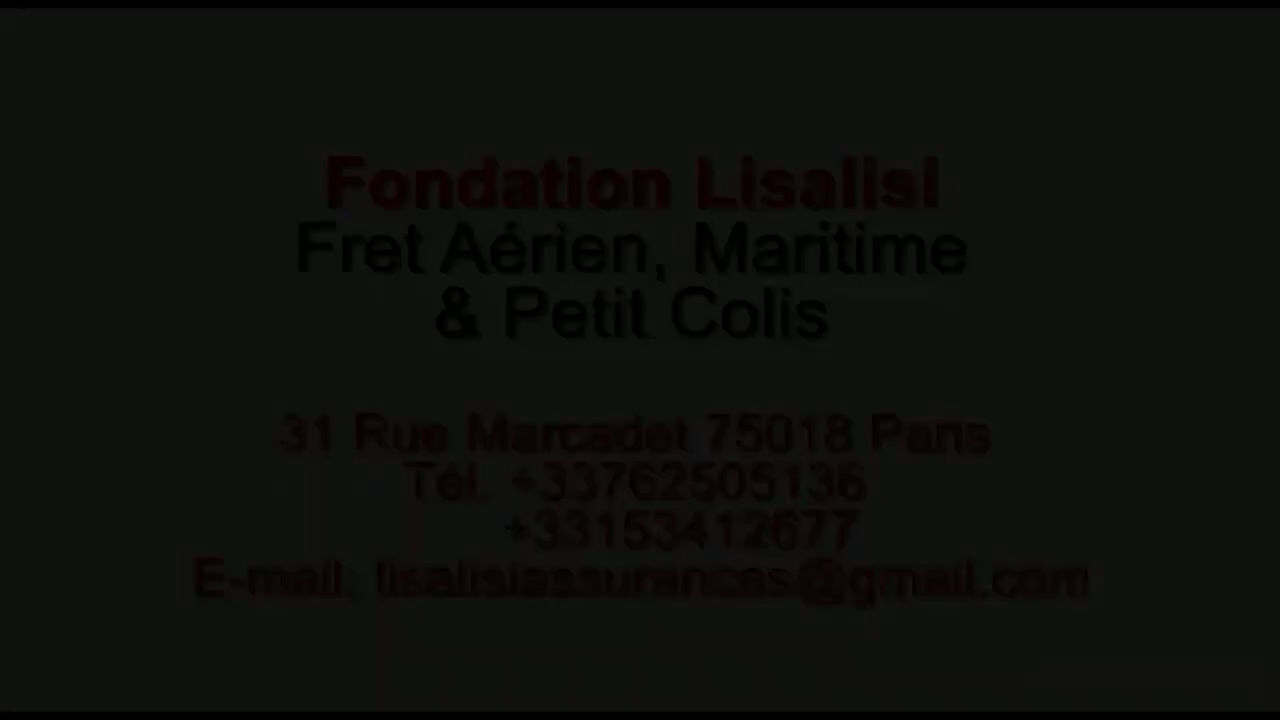 Fondation Lisalisi
Fret Aérien, Maritime
& Petit Colis
31 Rue Marcadet 75018 Paris
Tél. +33762505136
+33153412677
E-mail. lisalisiassurances@gmail.com